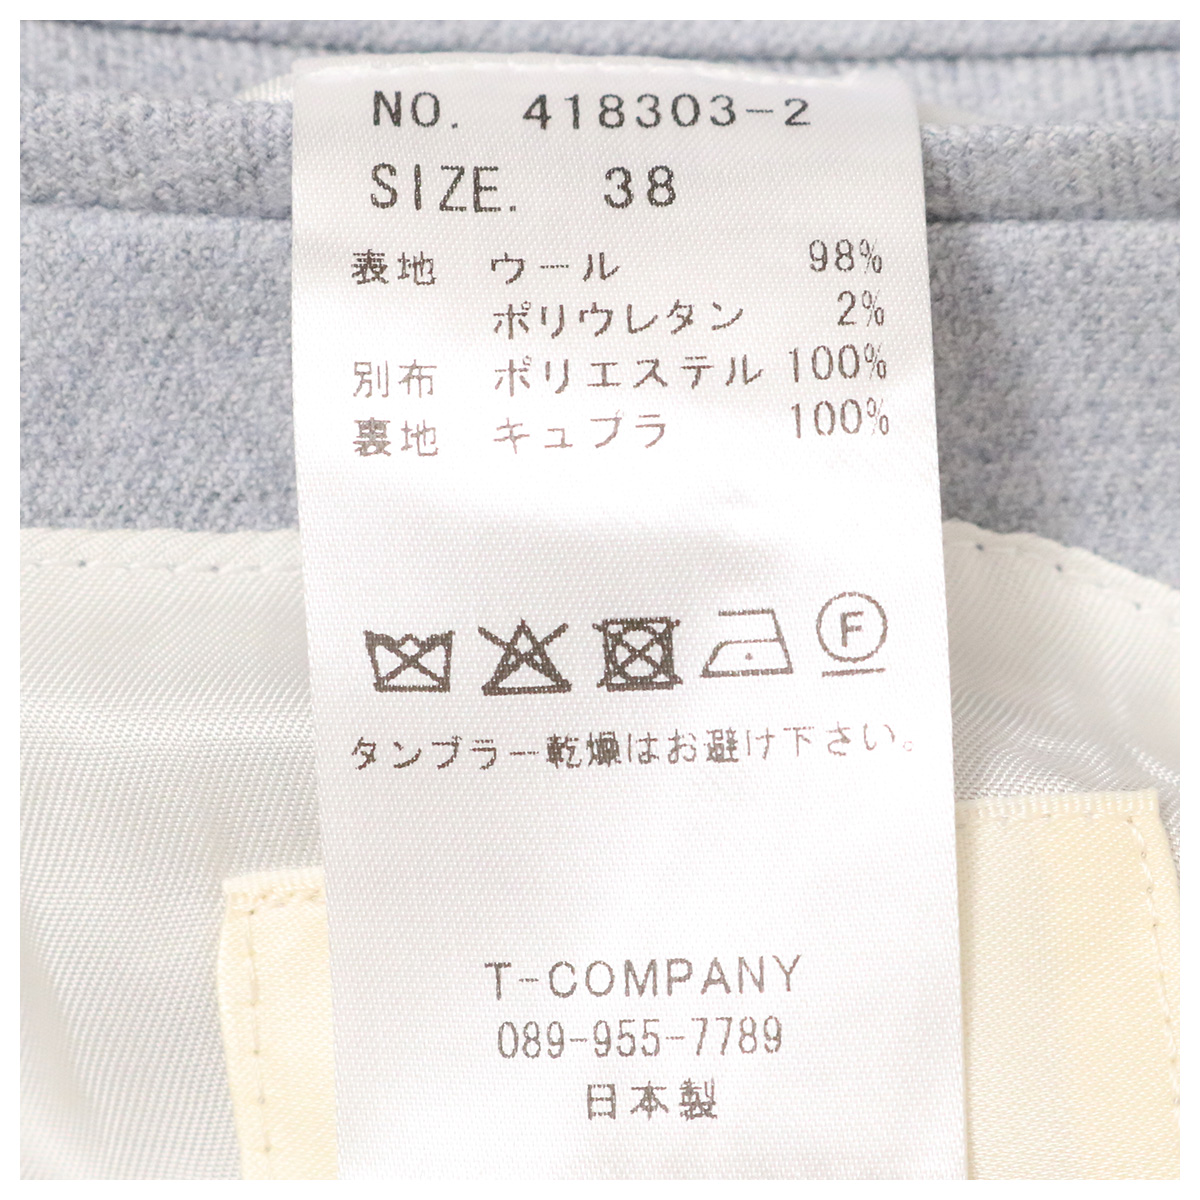 NO. 418303-2
SIZE. 38
表地 ウール 98%
ポリウレタン 2%
別布 ポリエステル 100%
裏地 キュプラ 100%
F
タンブラー乾燥はお避け下さい。
T-COMPANY
089-955-7789
日本製